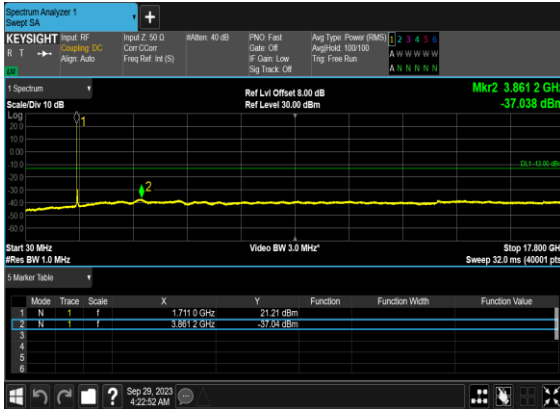 Spectrum Analyzer 1
Swept SA
+
KEYSIGHT Input: RF Input Z: 50 Ω #Atten: 40 dB PNO: Fast Avg Type: Power (RMS) 1 2 3 4 5 6
R T Coupling: DC Corr CCorr Gate: Off Avg|Hold: 100/100 A W W W W W
Align: Auto Freq Ref: Int (S) IF Gain: Low Trig: Free Run
Sig Track: Off A N N N N N
1 Spectrum
Ref Lvl Offset 8.00 dB Mkr2 3.861 2 GHz
Scale/Div 10 dB Ref Level 30.00 dBm -37.038 dBm
Log
1
20.0
10.0
0.00
-10.0
DL1 -13.00 dBm
-20.0
-30.0
2
-40.0
-50.0
-60.0
Start 30 MHz Video BW 3.0 MHz* Stop 17.800 GHz
#Res BW 1.0 MHz Sweep 32.0 ms (40001 pts)
5 Marker Table
Mode Trace Scale X Y Function Function Width Function Value
1 N 1 f 1.711 0 GHz 21.21 dBm
2 N 1 f 3.861 2 GHz -37.04 dBm
3
4
5
6
? Sep 29, 2023
4:22:52 AM